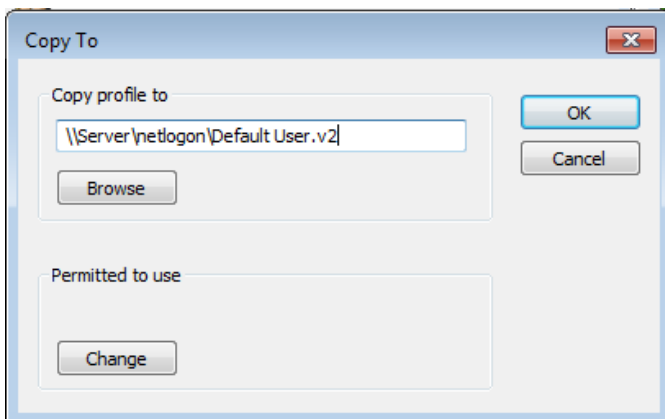 Copy To
Copy profile to
\\Server\netlogon\Default User.v2
OK
Cancel
Browse
Permitted to use
Change